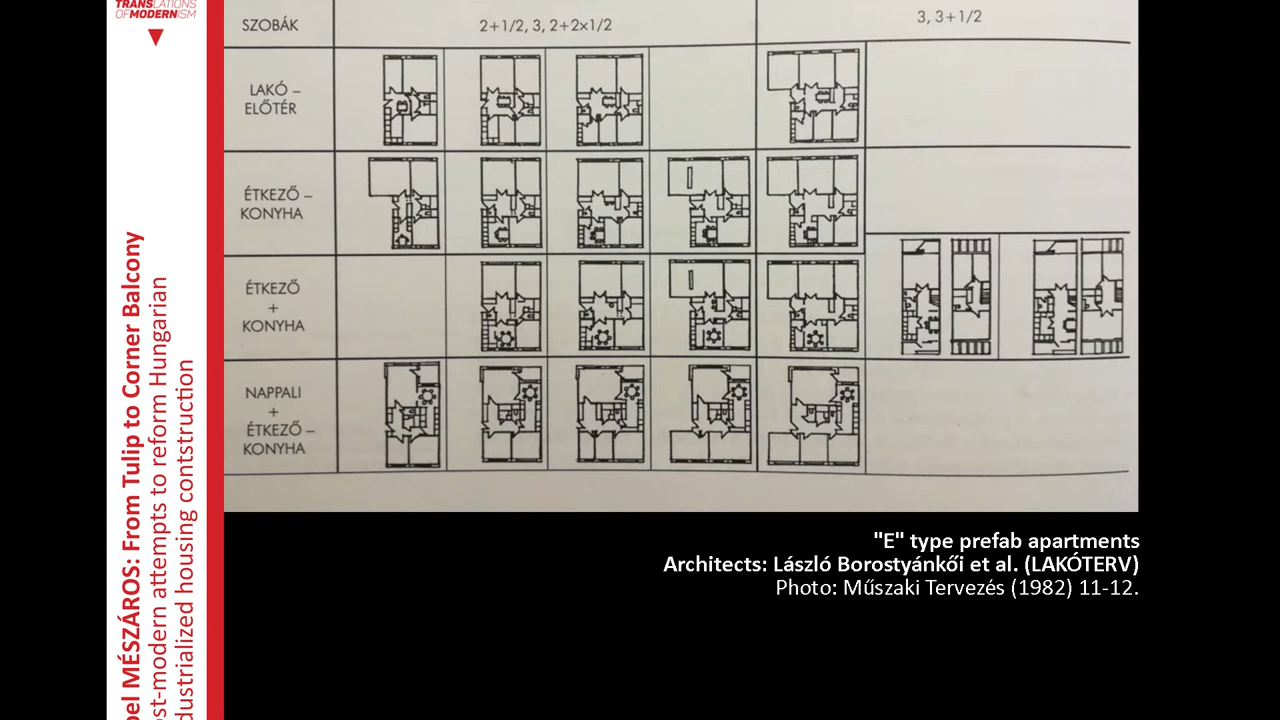 TRANSLATIONS
OF MODERNISM
bel MÉSZÁROS: From Tulip to Corner Balcony
st-modern attempts to reform Hungarian
dustrialized housing contstruction
SZOBÁK
2+1/2, 3, 2+2×1/2
3, 3+1/2
LAKÓ –
ELŐTÉR
ÉTKEZŐ –
KONYHA
ÉTKEZŐ
+
KONYHA
NAPPALI
+
ÉTKEZŐ –
KONYHA
"E" type prefab apartments
Architects: László Borostyánkői et al. (LAKÓTERV)
Photo: Műszaki Tervezés (1982) 11-12.